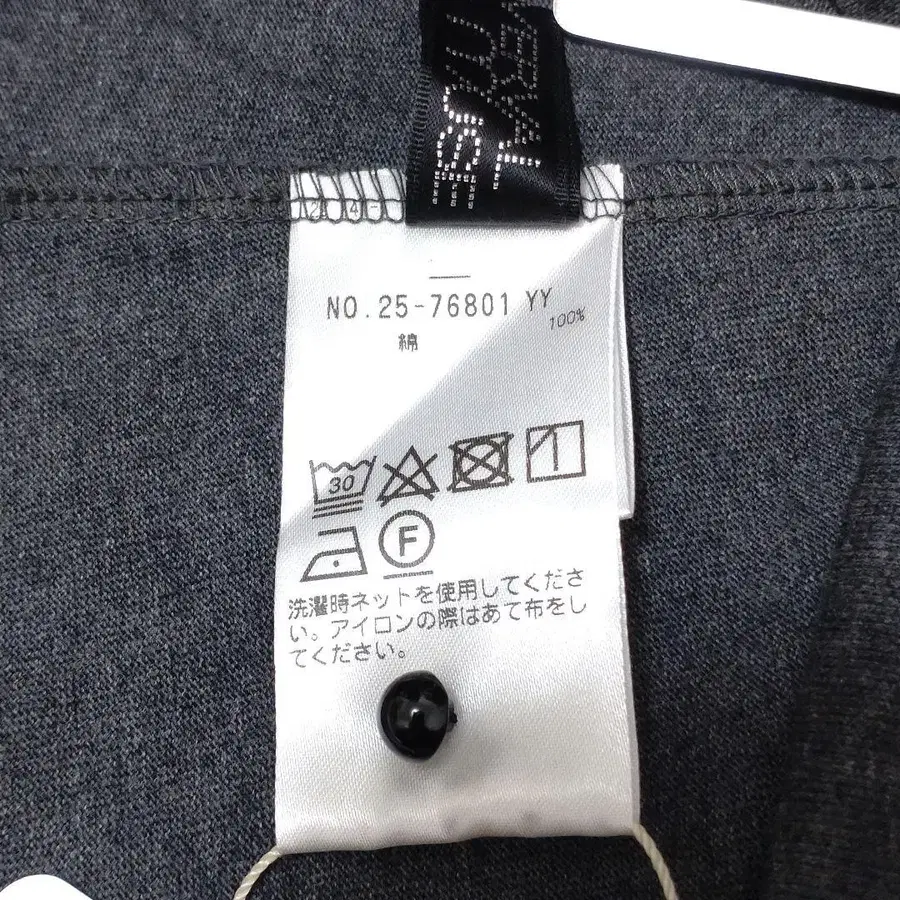 NO.25-76801 YY
綿 100%
30
F
洗濯時ネットを使用してくださ
い。アイロンの際はあて布をし
てください。